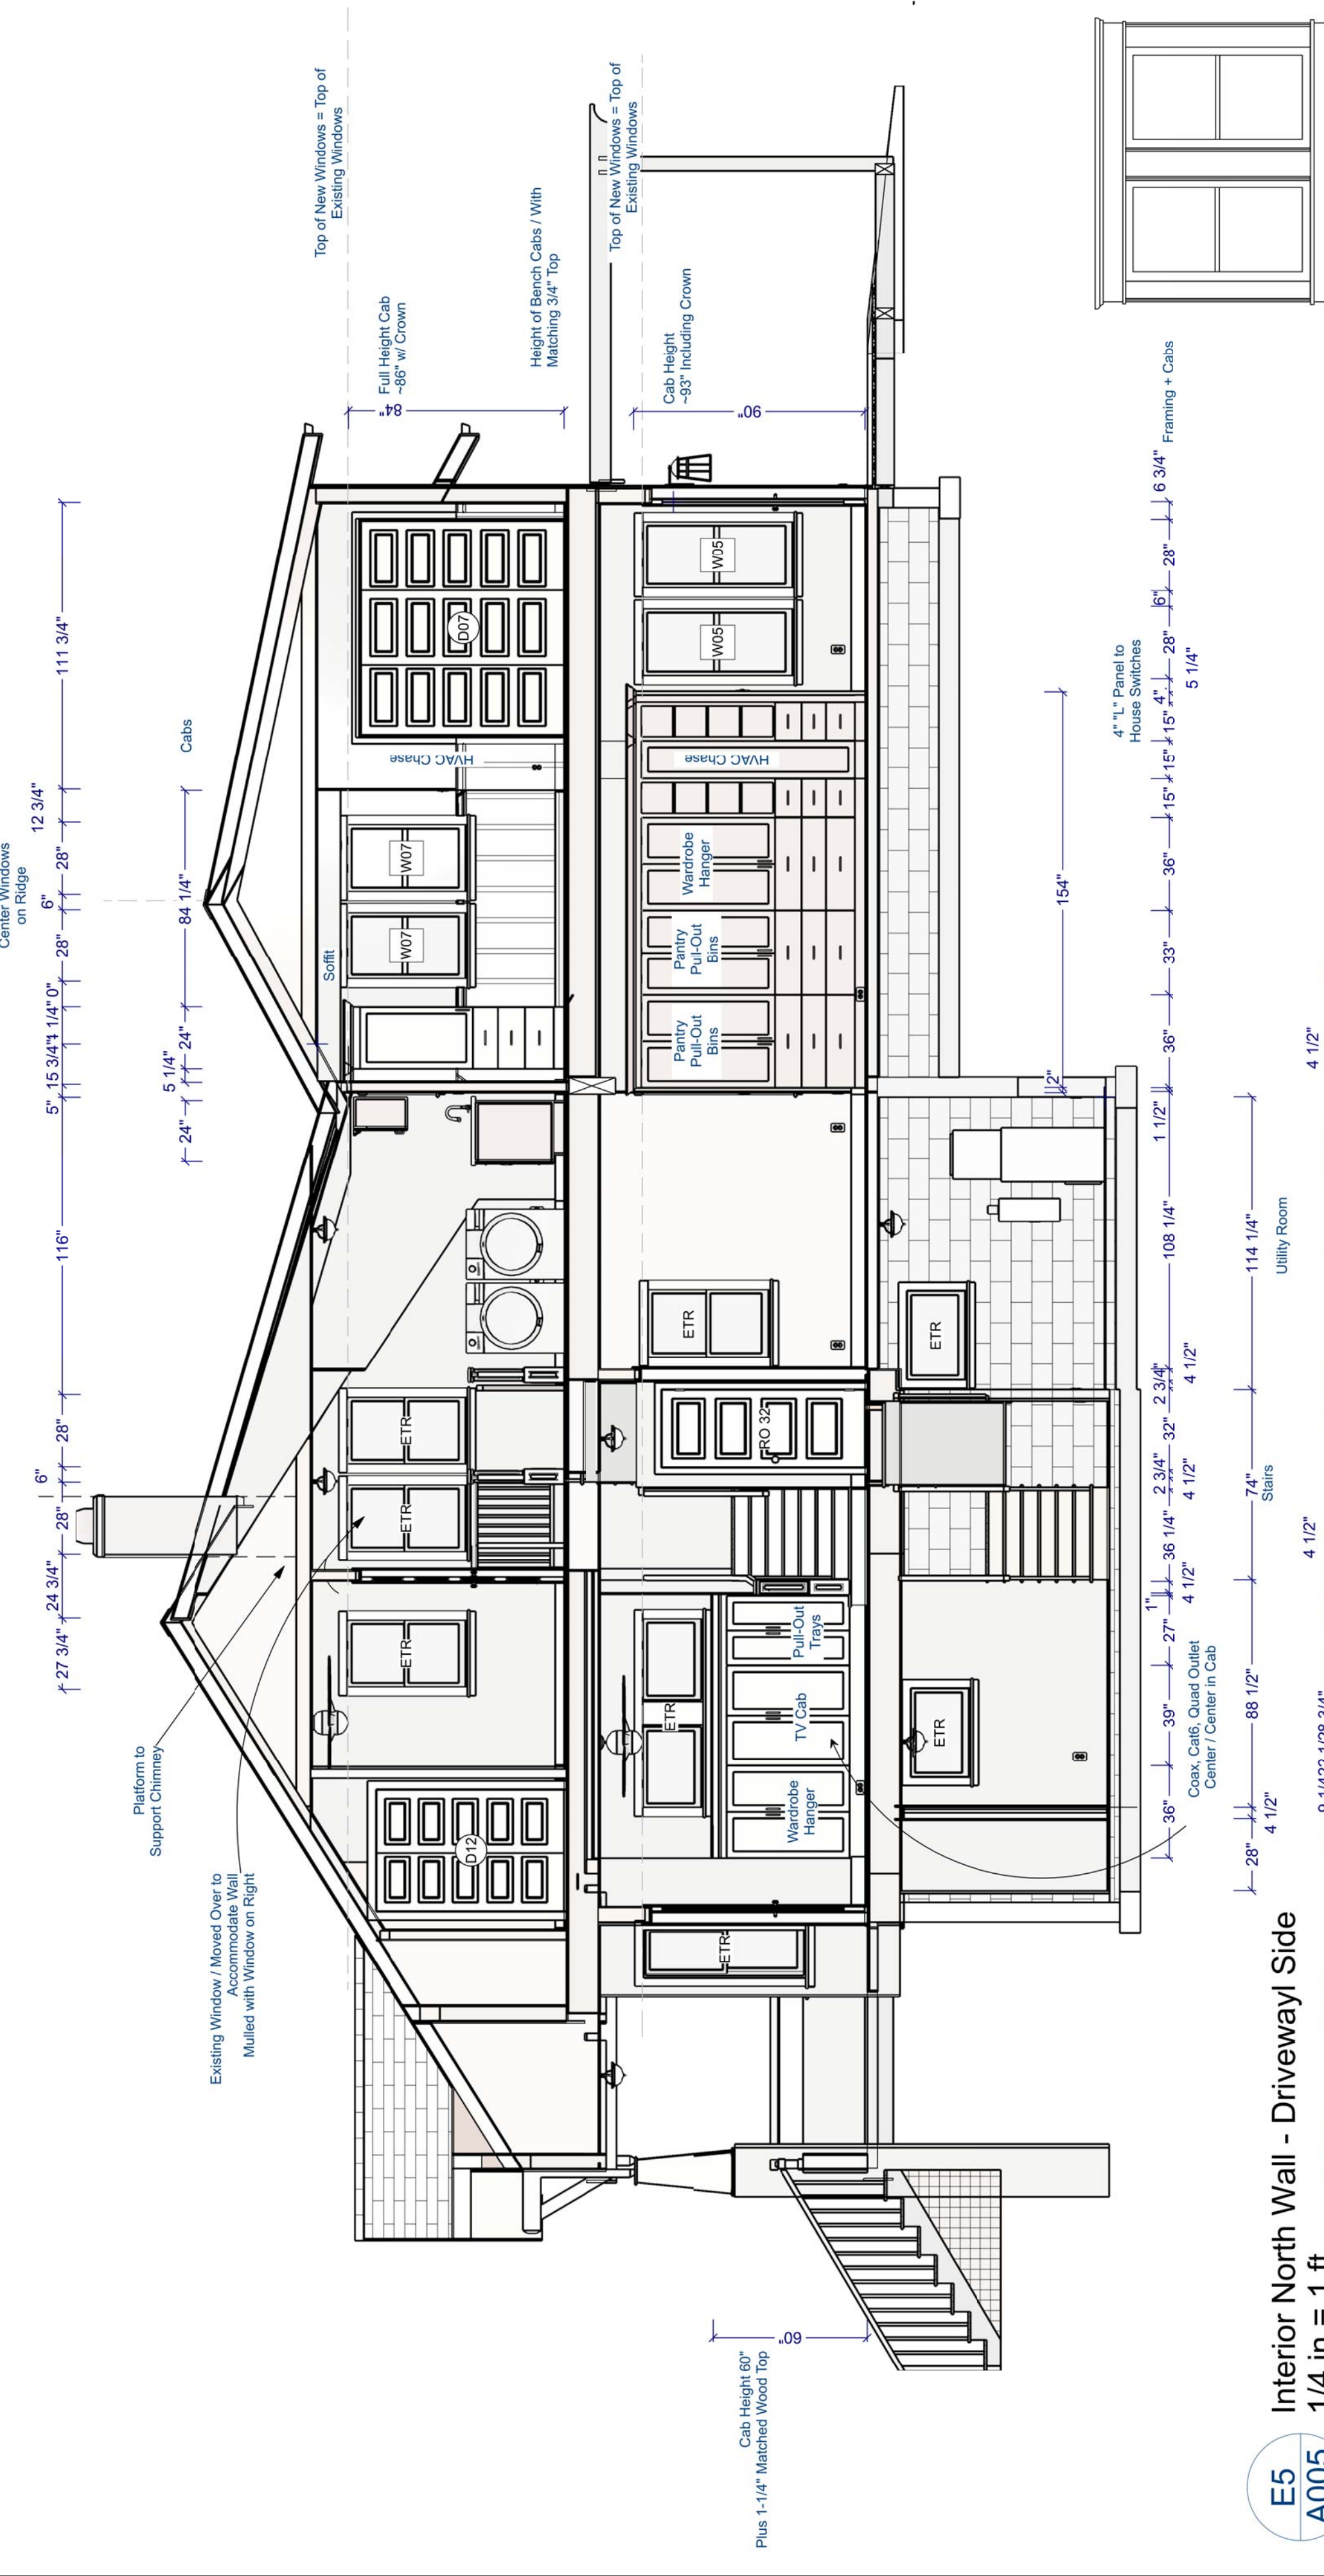 Center Windows
on Ridge
27 3/4"
24 3/4"
28"
6"
28"
116"
5"
15 3/4"
4 1/4"
0"
28"
6"
28"
12 3/4"
111 3/4"
24"
5 1/4"
24"
84 1/4"
Cabs
Platform to
Support Chimney
Existing Window / Moved Over to
Accommodate Wall
Mulled with Window on Right
Soffit
Top of New Windows = Top of
Existing Windows
Full Height Cab
~86" w/ Crown
84"
Height of Bench Cabs / With
Matching 3/4" Top
D12
ETR
ETR
ETR
W07
W07
HVAC Chase
D07
Top of New Windows = Top of
Existing Windows
Cab Height
~93" Including Crown
90"
ETR
ETR
Wardrobe
Hanger
TV Cab
Pull-Out
Trays
RO 32
ETR
Pantry
Pull-Out
Bins
Pantry
Pull-Out
Bins
Wardrobe
Hanger
HVAC Chase
W05
W05
Cab Height 60"
Plus 1-1/4" Matched Wood Top
60"
ETR
ETR
154"
2"
4" "L" Panel to
House Switches
36"
39"
27"
1"
4 1/2"
36 1/4"
2 3/4"
4 1/2"
32"
2 3/4"
4 1/2"
108 1/4"
1 1/2"
36"
33"
36"
15"
15"
15"
4"
5 1/4"
28"
6"
28"
6 3/4"
Framing + Cabs
Coax, Cat6, Quad Outlet
Center / Center in Cab
28"
4 1/2"
88 1/2"
74"
Stairs
114 1/4"
Utility Room
4 1/2"
4 1/2"
E5
A005
Interior North Wall - Drivewayl Side
1/4 in = 1 ft